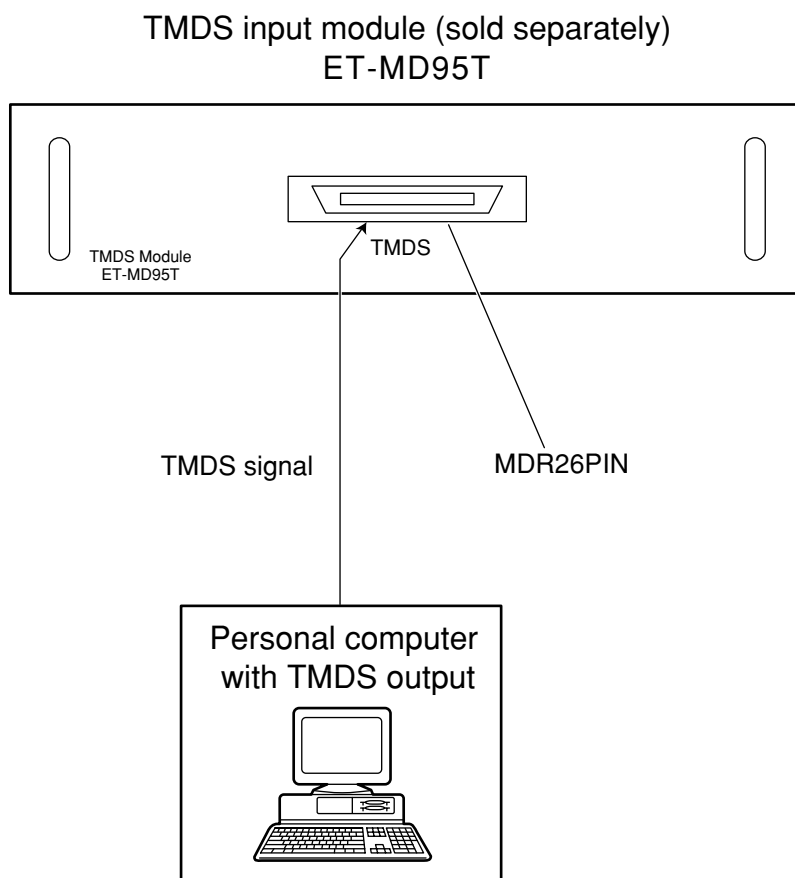 TMDS input module (sold separately)
ET-MD95T
TMDS
TMDS Module
ET-MD95T
TMDS signal
MDR26PIN
Personal computer
with TMDS output